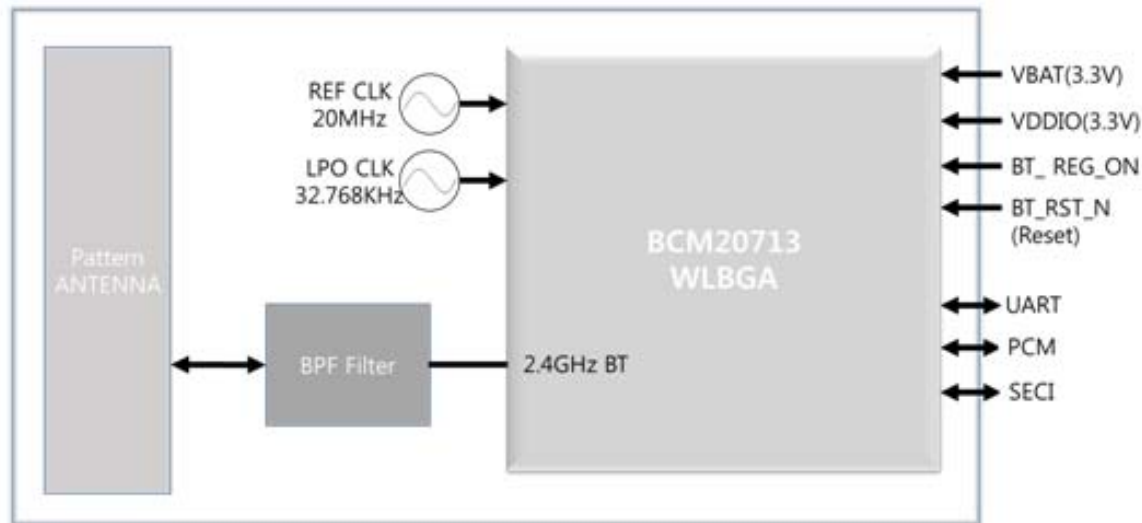 REF CLK
20MHz
LPO CLK
32.768KHz
Pattern
ANTENNA
BPF Filter
2.4GHz BT
BCM20713
WLBGA
VBAT(3.3V)
VDDIO(3.3V)
BT_ REG_ON
BT_RST_N
(Reset)
UART
PCM
SECI